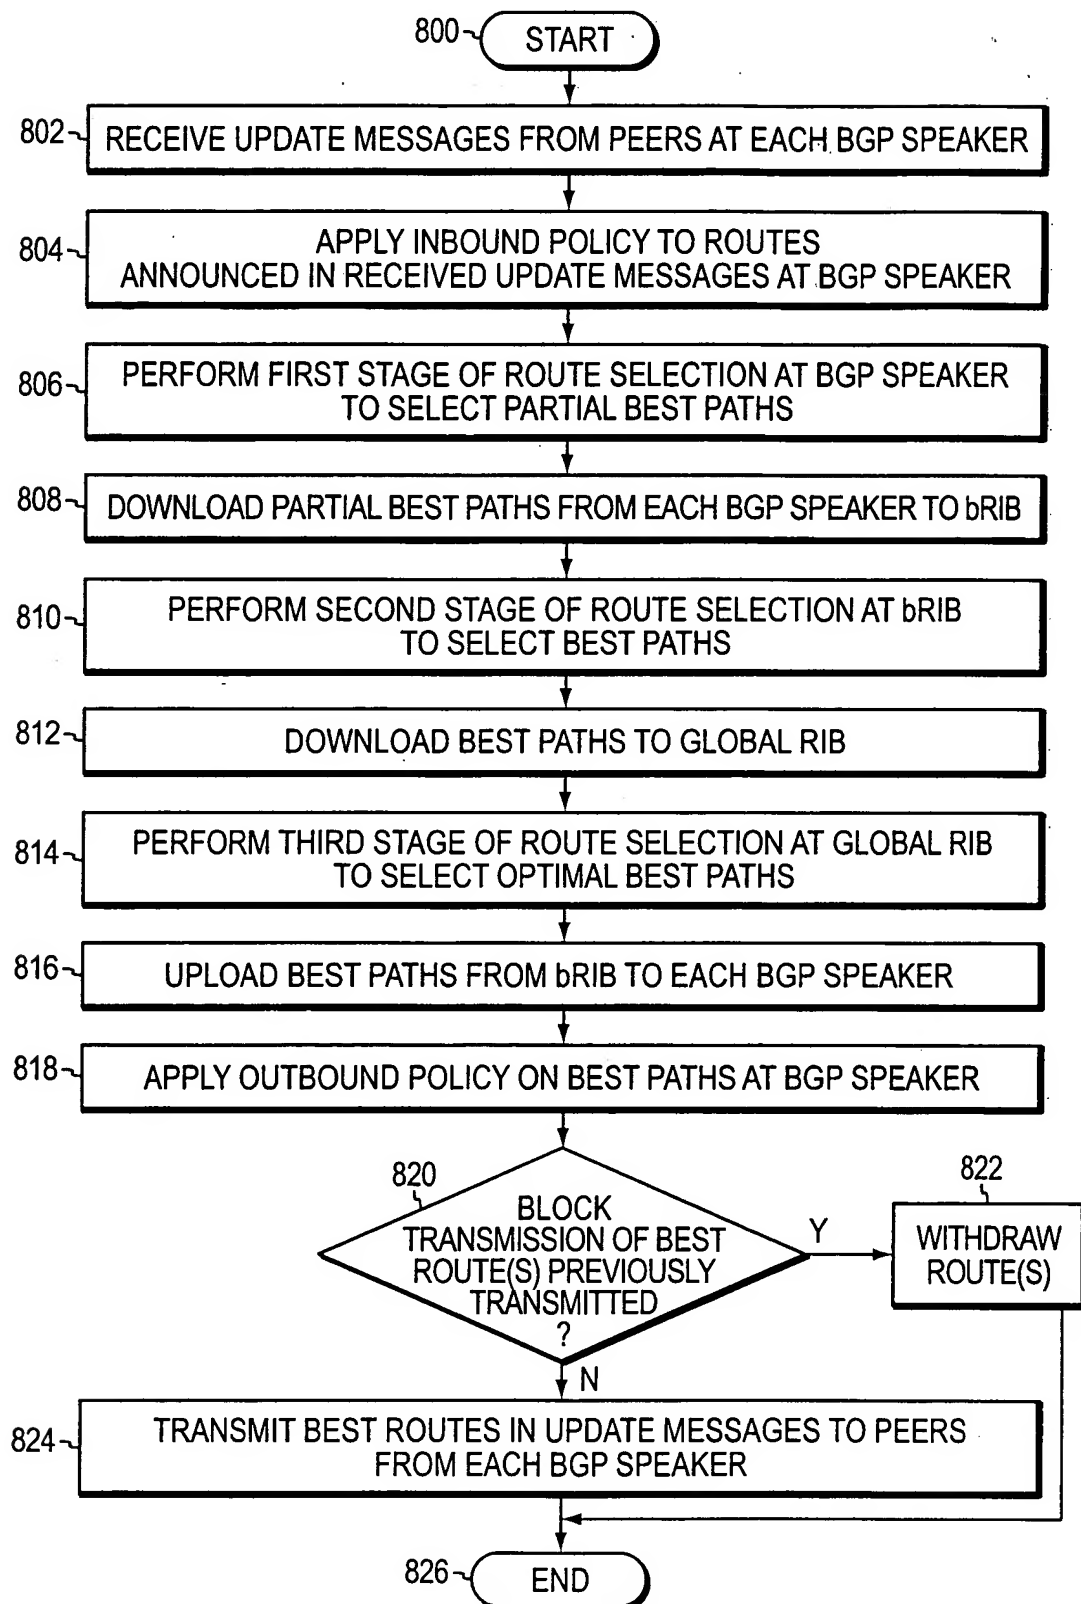 800
START
802
RECEIVE UPDATE MESSAGES FROM PEERS AT EACH BGP SPEAKER
804
APPLY INBOUND POLICY TO ROUTES
ANNOUNCED IN RECEIVED UPDATE MESSAGES AT BGP SPEAKER
806
PERFORM FIRST STAGE OF ROUTE SELECTION AT BGP SPEAKER
TO SELECT PARTIAL BEST PATHS
808
DOWNLOAD PARTIAL BEST PATHS FROM EACH BGP SPEAKER TO bRIB
810
PERFORM SECOND STAGE OF ROUTE SELECTION AT bRIB
TO SELECT BEST PATHS
812
DOWNLOAD BEST PATHS TO GLOBAL RIB
814
PERFORM THIRD STAGE OF ROUTE SELECTION AT GLOBAL RIB
TO SELECT OPTIMAL BEST PATHS
816
UPLOAD BEST PATHS FROM bRIB TO EACH BGP SPEAKER
818
APPLY OUTBOUND POLICY ON BEST PATHS AT BGP SPEAKER
820
BLOCK
TRANSMISSION OF BEST
ROUTE(S) PREVIOUSLY
TRANSMITTED
?
Y
822
WITHDRAW
ROUTE(S)
N
824
TRANSMIT BEST ROUTES IN UPDATE MESSAGES TO PEERS
FROM EACH BGP SPEAKER
826
END